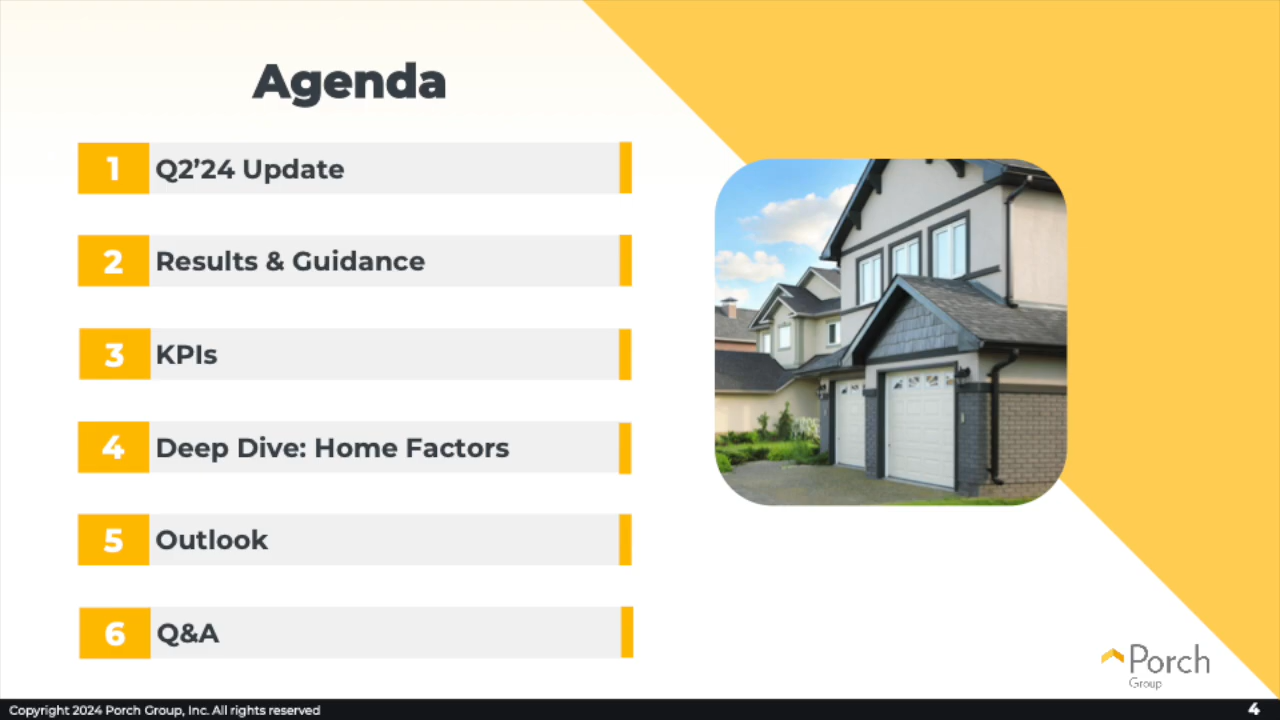 Agenda
1 Q2’24 Update
2 Results & Guidance
3 KPIs
4 Deep Dive: Home Factors
5 Outlook
6 Q&A
Porch
Group
Copyright 2024 Porch Group, Inc. All rights reserved
4